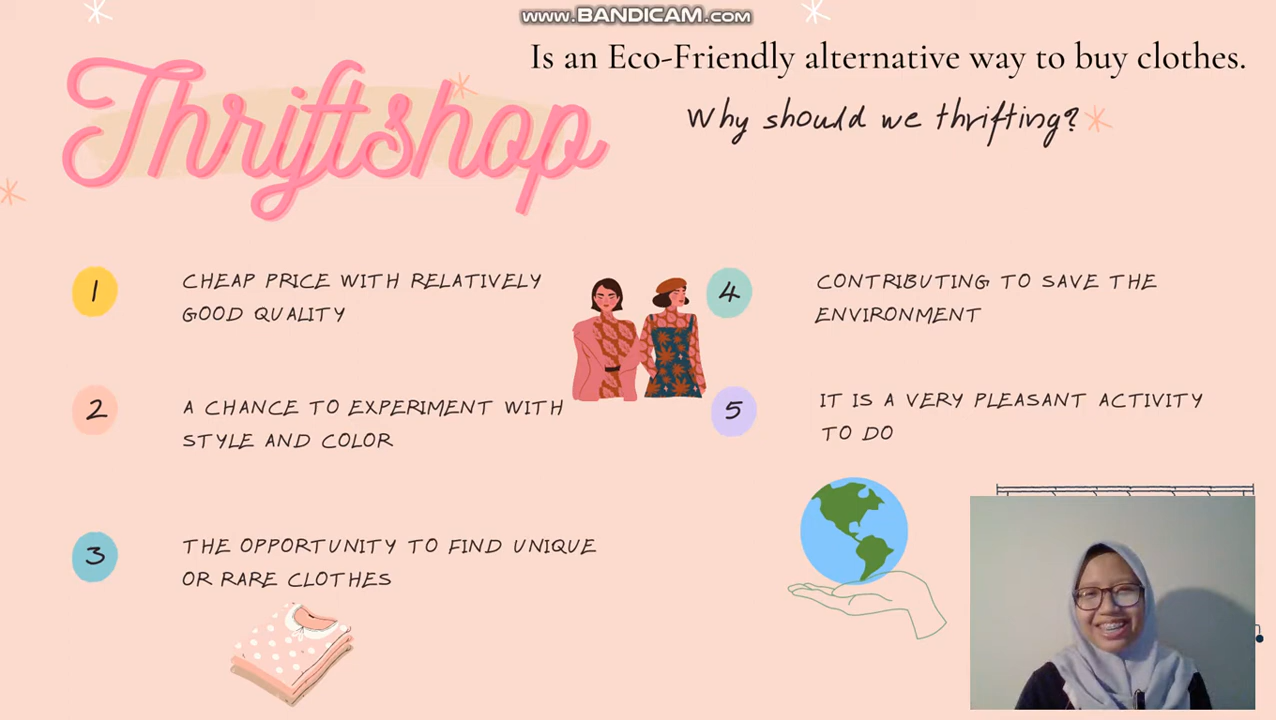 www.BANDICAM.com
Thriftshop
Is an Eco-Friendly alternative way to buy clothes.
Why should we thrifting?
1
CHEAP PRICE WITH RELATIVELY
GOOD QUALITY
2
A CHANCE TO EXPERIMENT WITH
STYLE AND COLOR
3
THE OPPORTUNITY TO FIND UNIQUE
OR RARE CLOTHES
4
CONTRIBUTING TO SAVE THE
ENVIRONMENT
5
IT IS A VERY PLEASANT ACTIVITY
TO DO